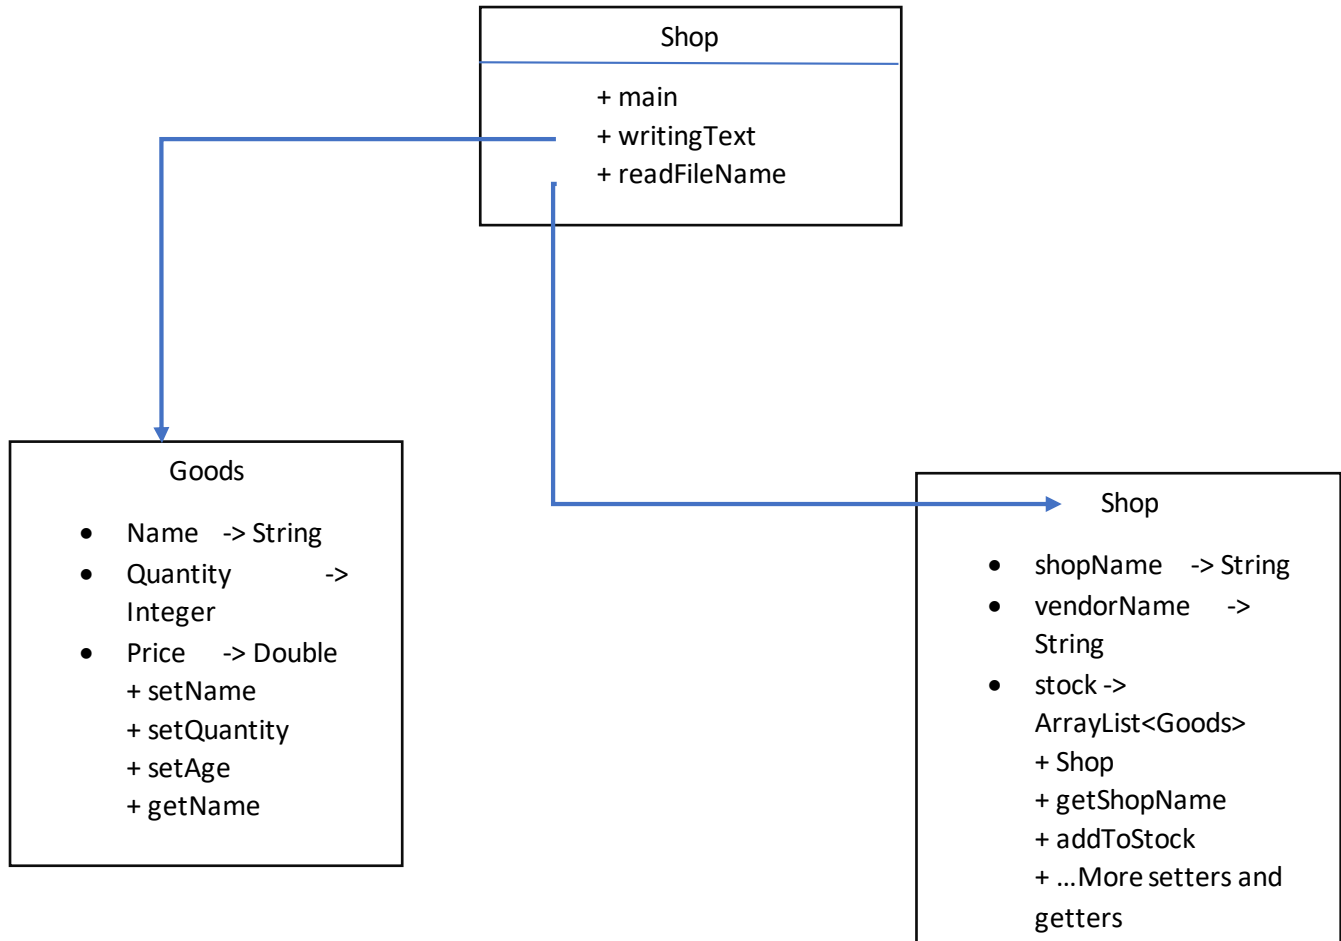 Shop
+ main
+ writingText
+ readFileName
Goods
● Name -> String
● Quantity ->
Integer
● Price -> Double
+ setName
+ setQuantity
+ setAge
+ getName
Shop
● shopName -> String
● vendorName ->
String
● stock ->
ArrayList<Goods>
+ Shop
+ getShopName
+ addToStock
+ ...More setters and
getters